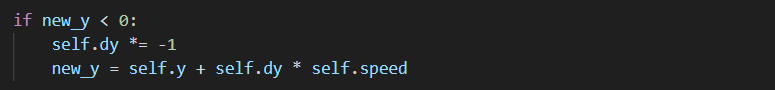 if new_y < 0:
    self.dy *= -1
    new_y = self.y + self.dy * self.speed